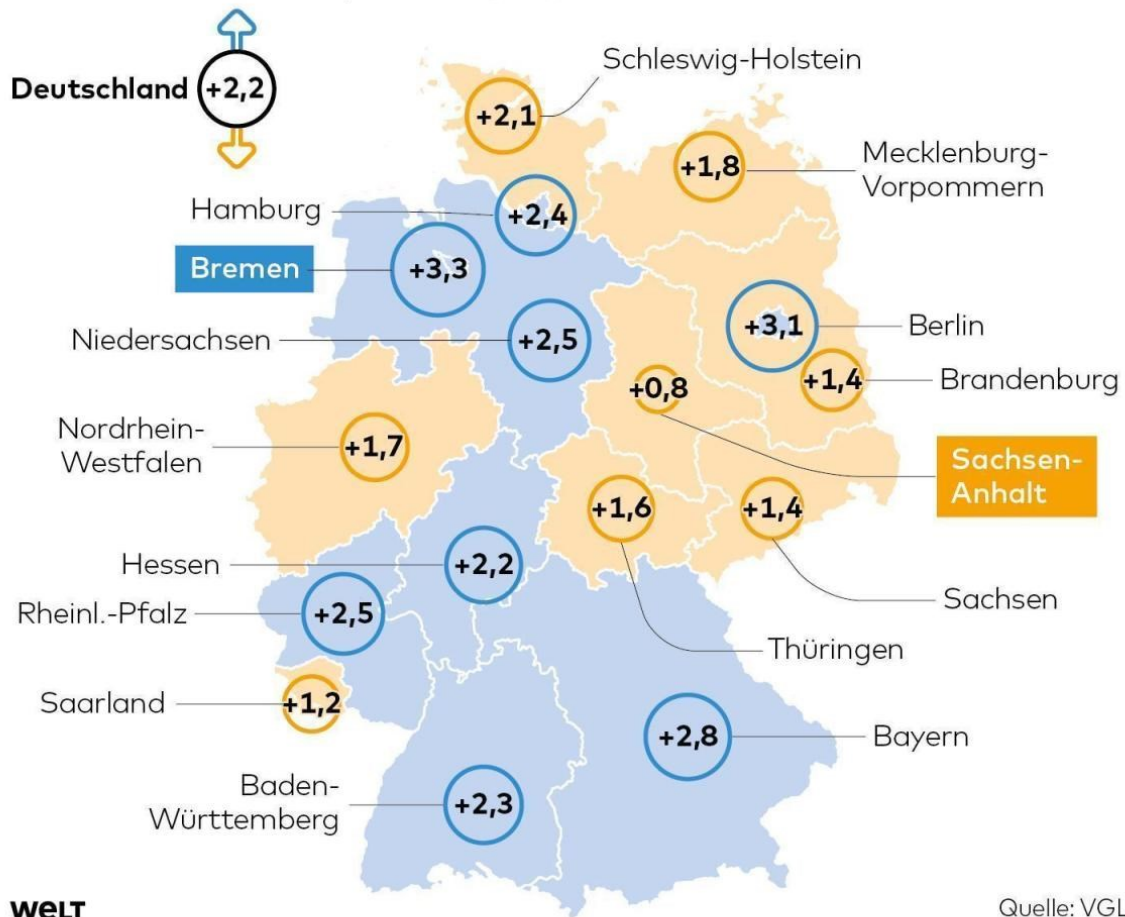 Deutschland +2,2
Schleswig-Holstein
+2,1
Mecklenburg-
Vorpommern
+1,8
Hamburg
+2,4
Bremen
+3,3
Niedersachsen
+2,5
+3,1
Berlin
+1,4
Brandenburg
+0,8
Sachsen-
Anhalt
Nordrhein-
Westfalen
+1,7
+1,6
+1,4
Hessen
+2,2
Rheinl.-Pfalz
+2,5
Sachsen
Thüringen
Saarland
+1,2
+2,8
Bayern
Baden-
Württemberg
+2,3
WELT
Quelle: VGL